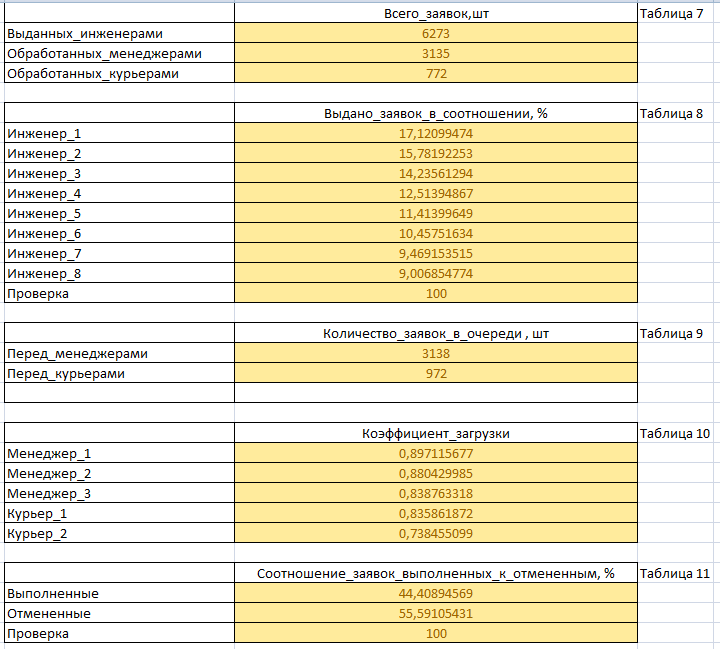 Всего_заявок,шт Таблица 7
Выданных_инженерами 6273
Обработанных_менеджерами 3135
Обработанных_курьерами 772
Выдано_заявок_в_соотношении, % Таблица 8
Инженер_1 17,12099474
Инженер_2 15,78192253
Инженер_3 14,23561294
Инженер_4 12,51394867
Инженер_5 11,41399649
Инженер_6 10,45751634
Инженер_7 9,469153515
Инженер_8 9,006854774
Проверка 100
Количество_заявок_в_очереди , шт Таблица 9
Перед_менеджерами 3138
Перед_курьерами 972
Коэффициент_загрузки Таблица 10
Менеджер_1 0,897115677
Менеджер_2 0,880429985
Менеджер_3 0,838763318
Курьер_1 0,835861872
Курьер_2 0,738455099
Соотношение_заявок_выполненных_к_отмененным, % Таблица 11
Выполненные 44,40894569
Отмененные 55,59105431
Проверка 100